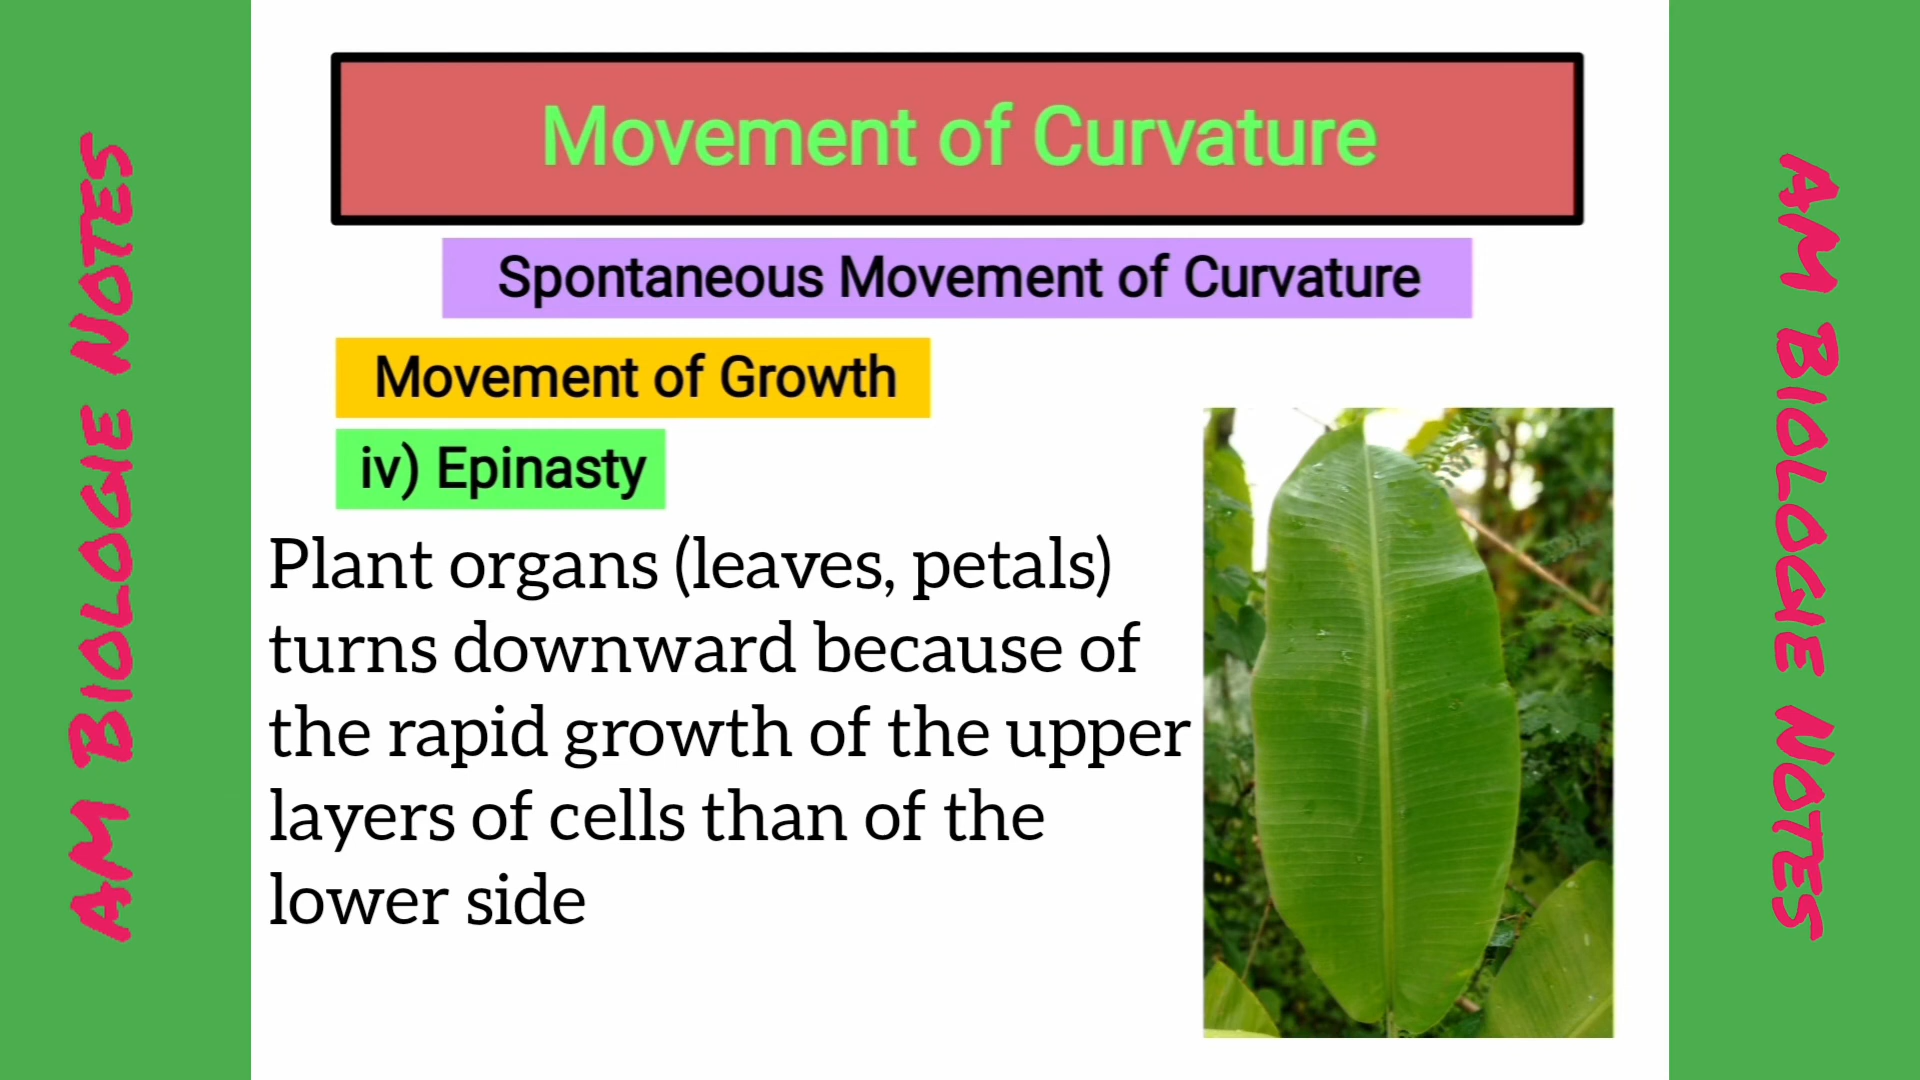 AM BIOLOGIE NOTES
Movement of Curvature
Spontaneous Movement of Curvature
Movement of Growth
iv) Epinasty
Plant organs (leaves, petals)
turns downward because of
the rapid growth of the upper
layers of cells than of the
lower side
AM BIOLOGIE NOTES